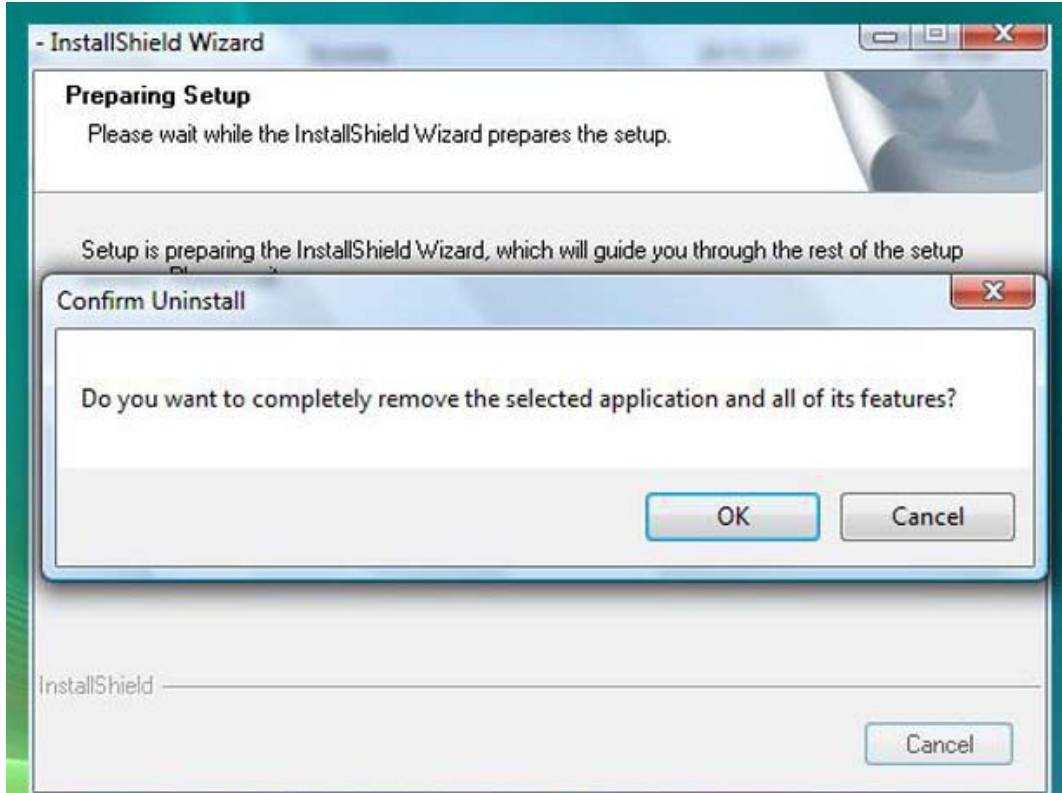 - InstallShield Wizard
Preparing Setup
Please wait while the InstallShield Wizard prepares the setup.
Setup is preparing the InstallShield Wizard, which will guide you through the rest of the setup
Confirm Uninstall
Do you want to completely remove the selected application and all of its features?
OK Cancel
InstallShield
Cancel